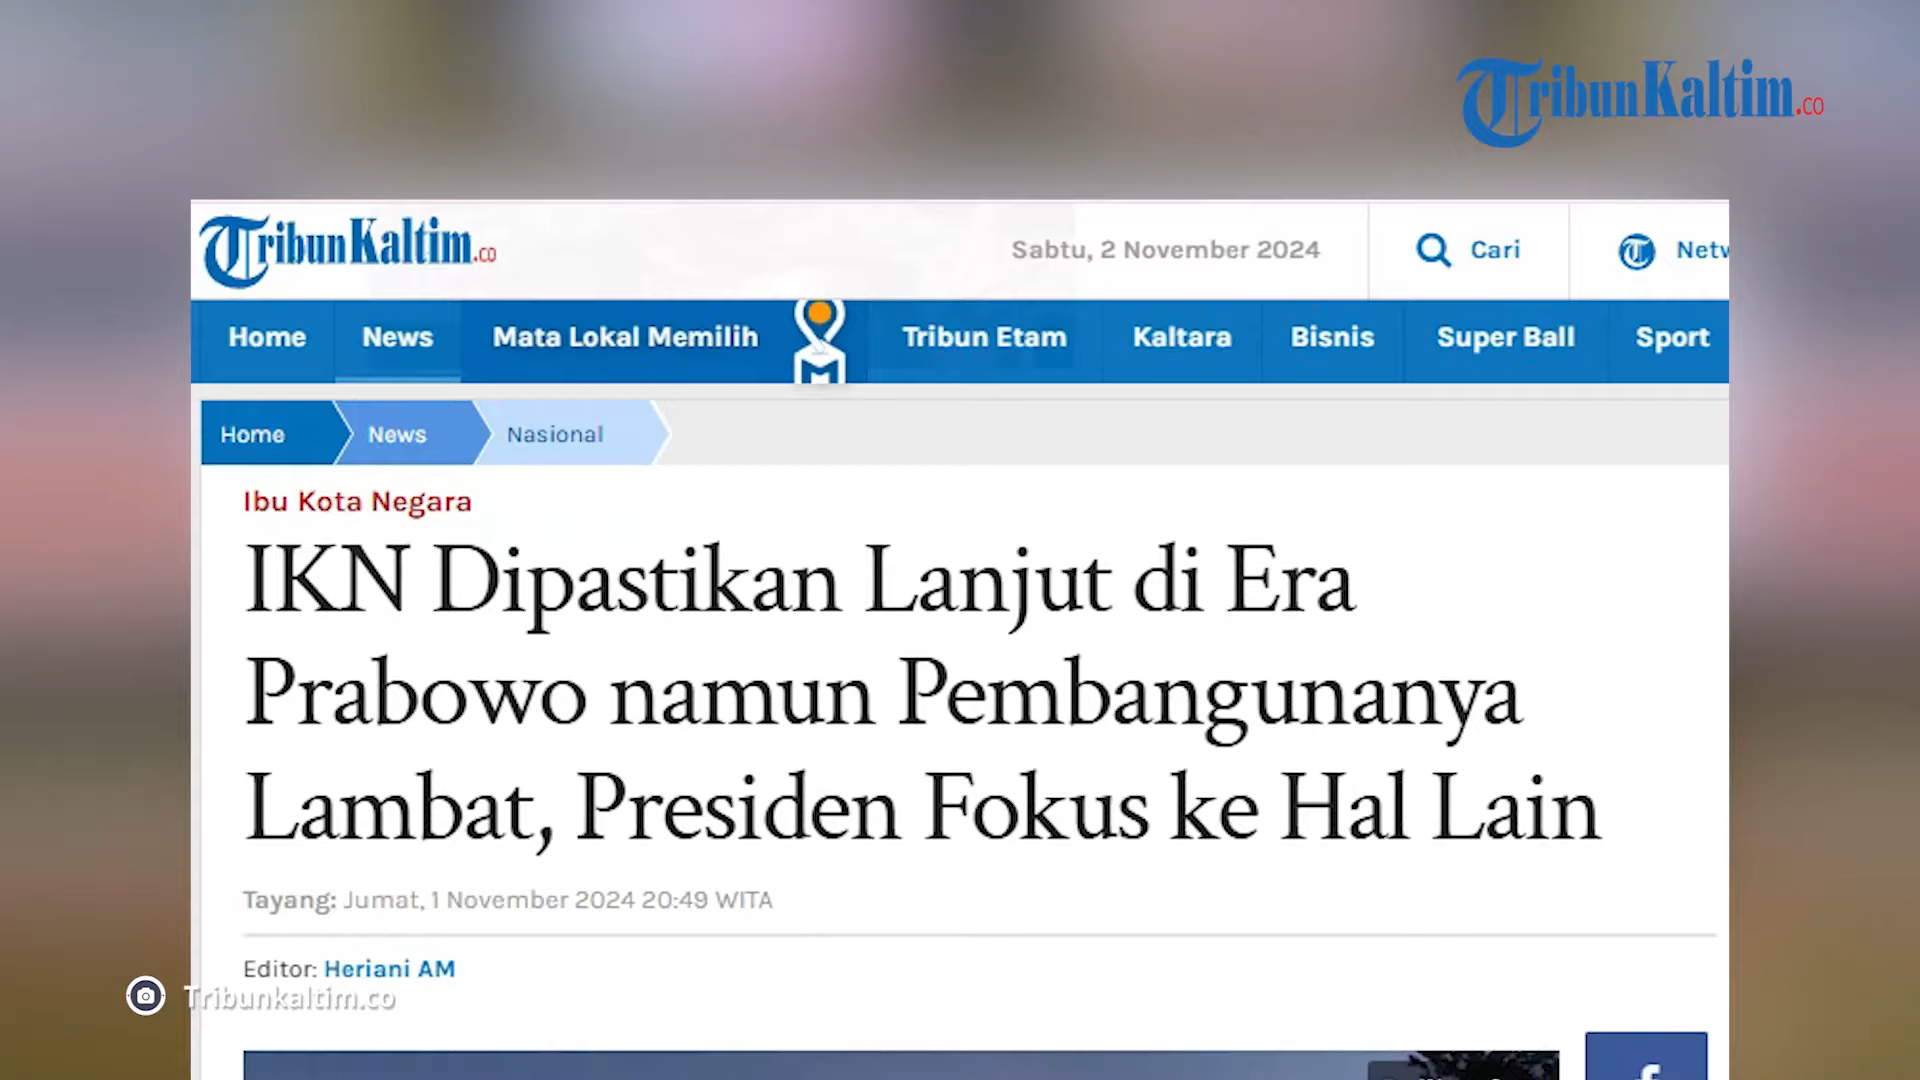 TribunKaltim.co
TribunKaltim.co
Sabtu, 2 November 2024
Cari
Netw
Home
News
Mata Lokal Memilih
Tribun Etam
Kaltara
Bisnis
Super Ball
Sport
Home
News
Nasional
Ibu Kota Negara
IKN Dipastikan Lanjut di Era
Prabowo namun Pembangunanya
Lambat, Presiden Fokus ke Hal Lain
Tayang: Jumat, 1 November 2024 20:49 WITA
Editor: Heriani AM
Tribunkaltim.co